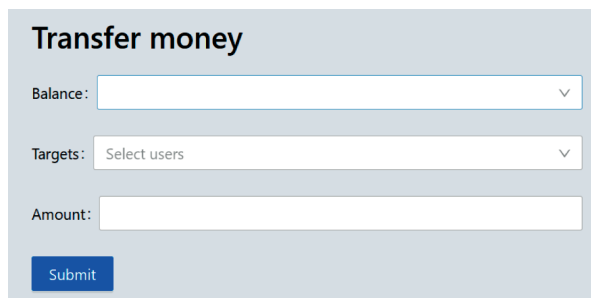 Transfer money
Balance:
Targets: Select users
Amount:
Submit